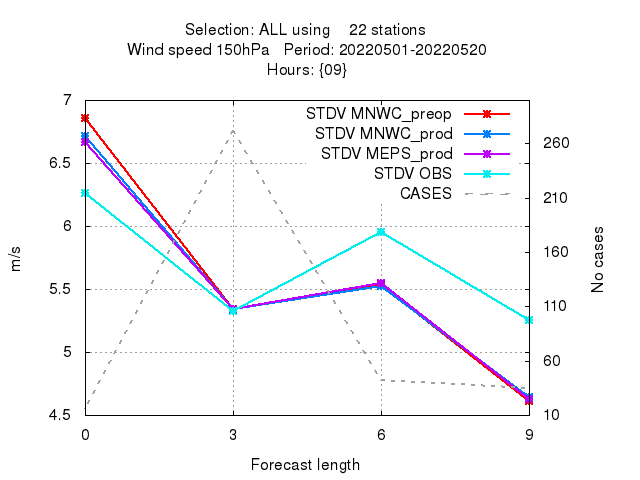 Selection: ALL using    22 stations
Wind speed 150hPa   Period: 20220501-20220520
Hours: {09}
STDV MNWC_preop
STDV MNWC_prod
STDV MEPS_prod
STDV OBS
CASES
7
6.5
6
5.5
5
4.5
m/s
260
210
160
110
60
10
No cases
0 3 6 9
Forecast length